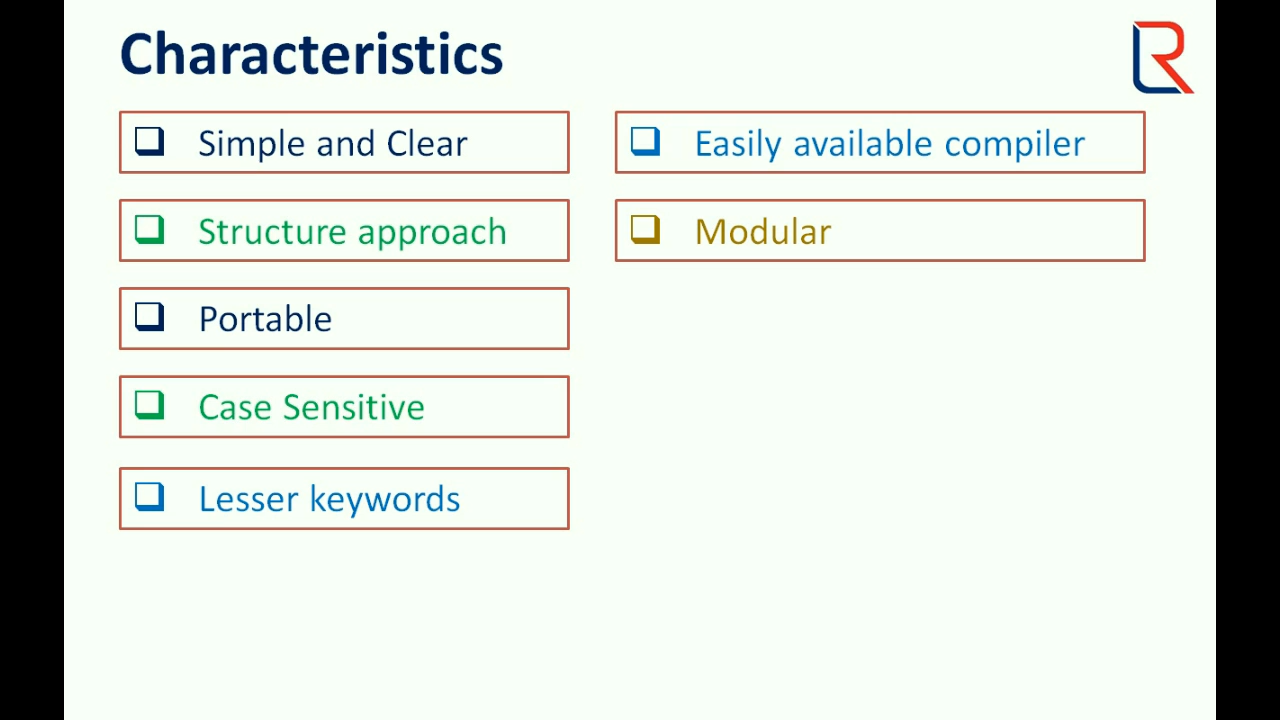 Characteristics
Simple and Clear
Structure approach
Portable
Case Sensitive
Lesser keywords
Easily available compiler
Modular